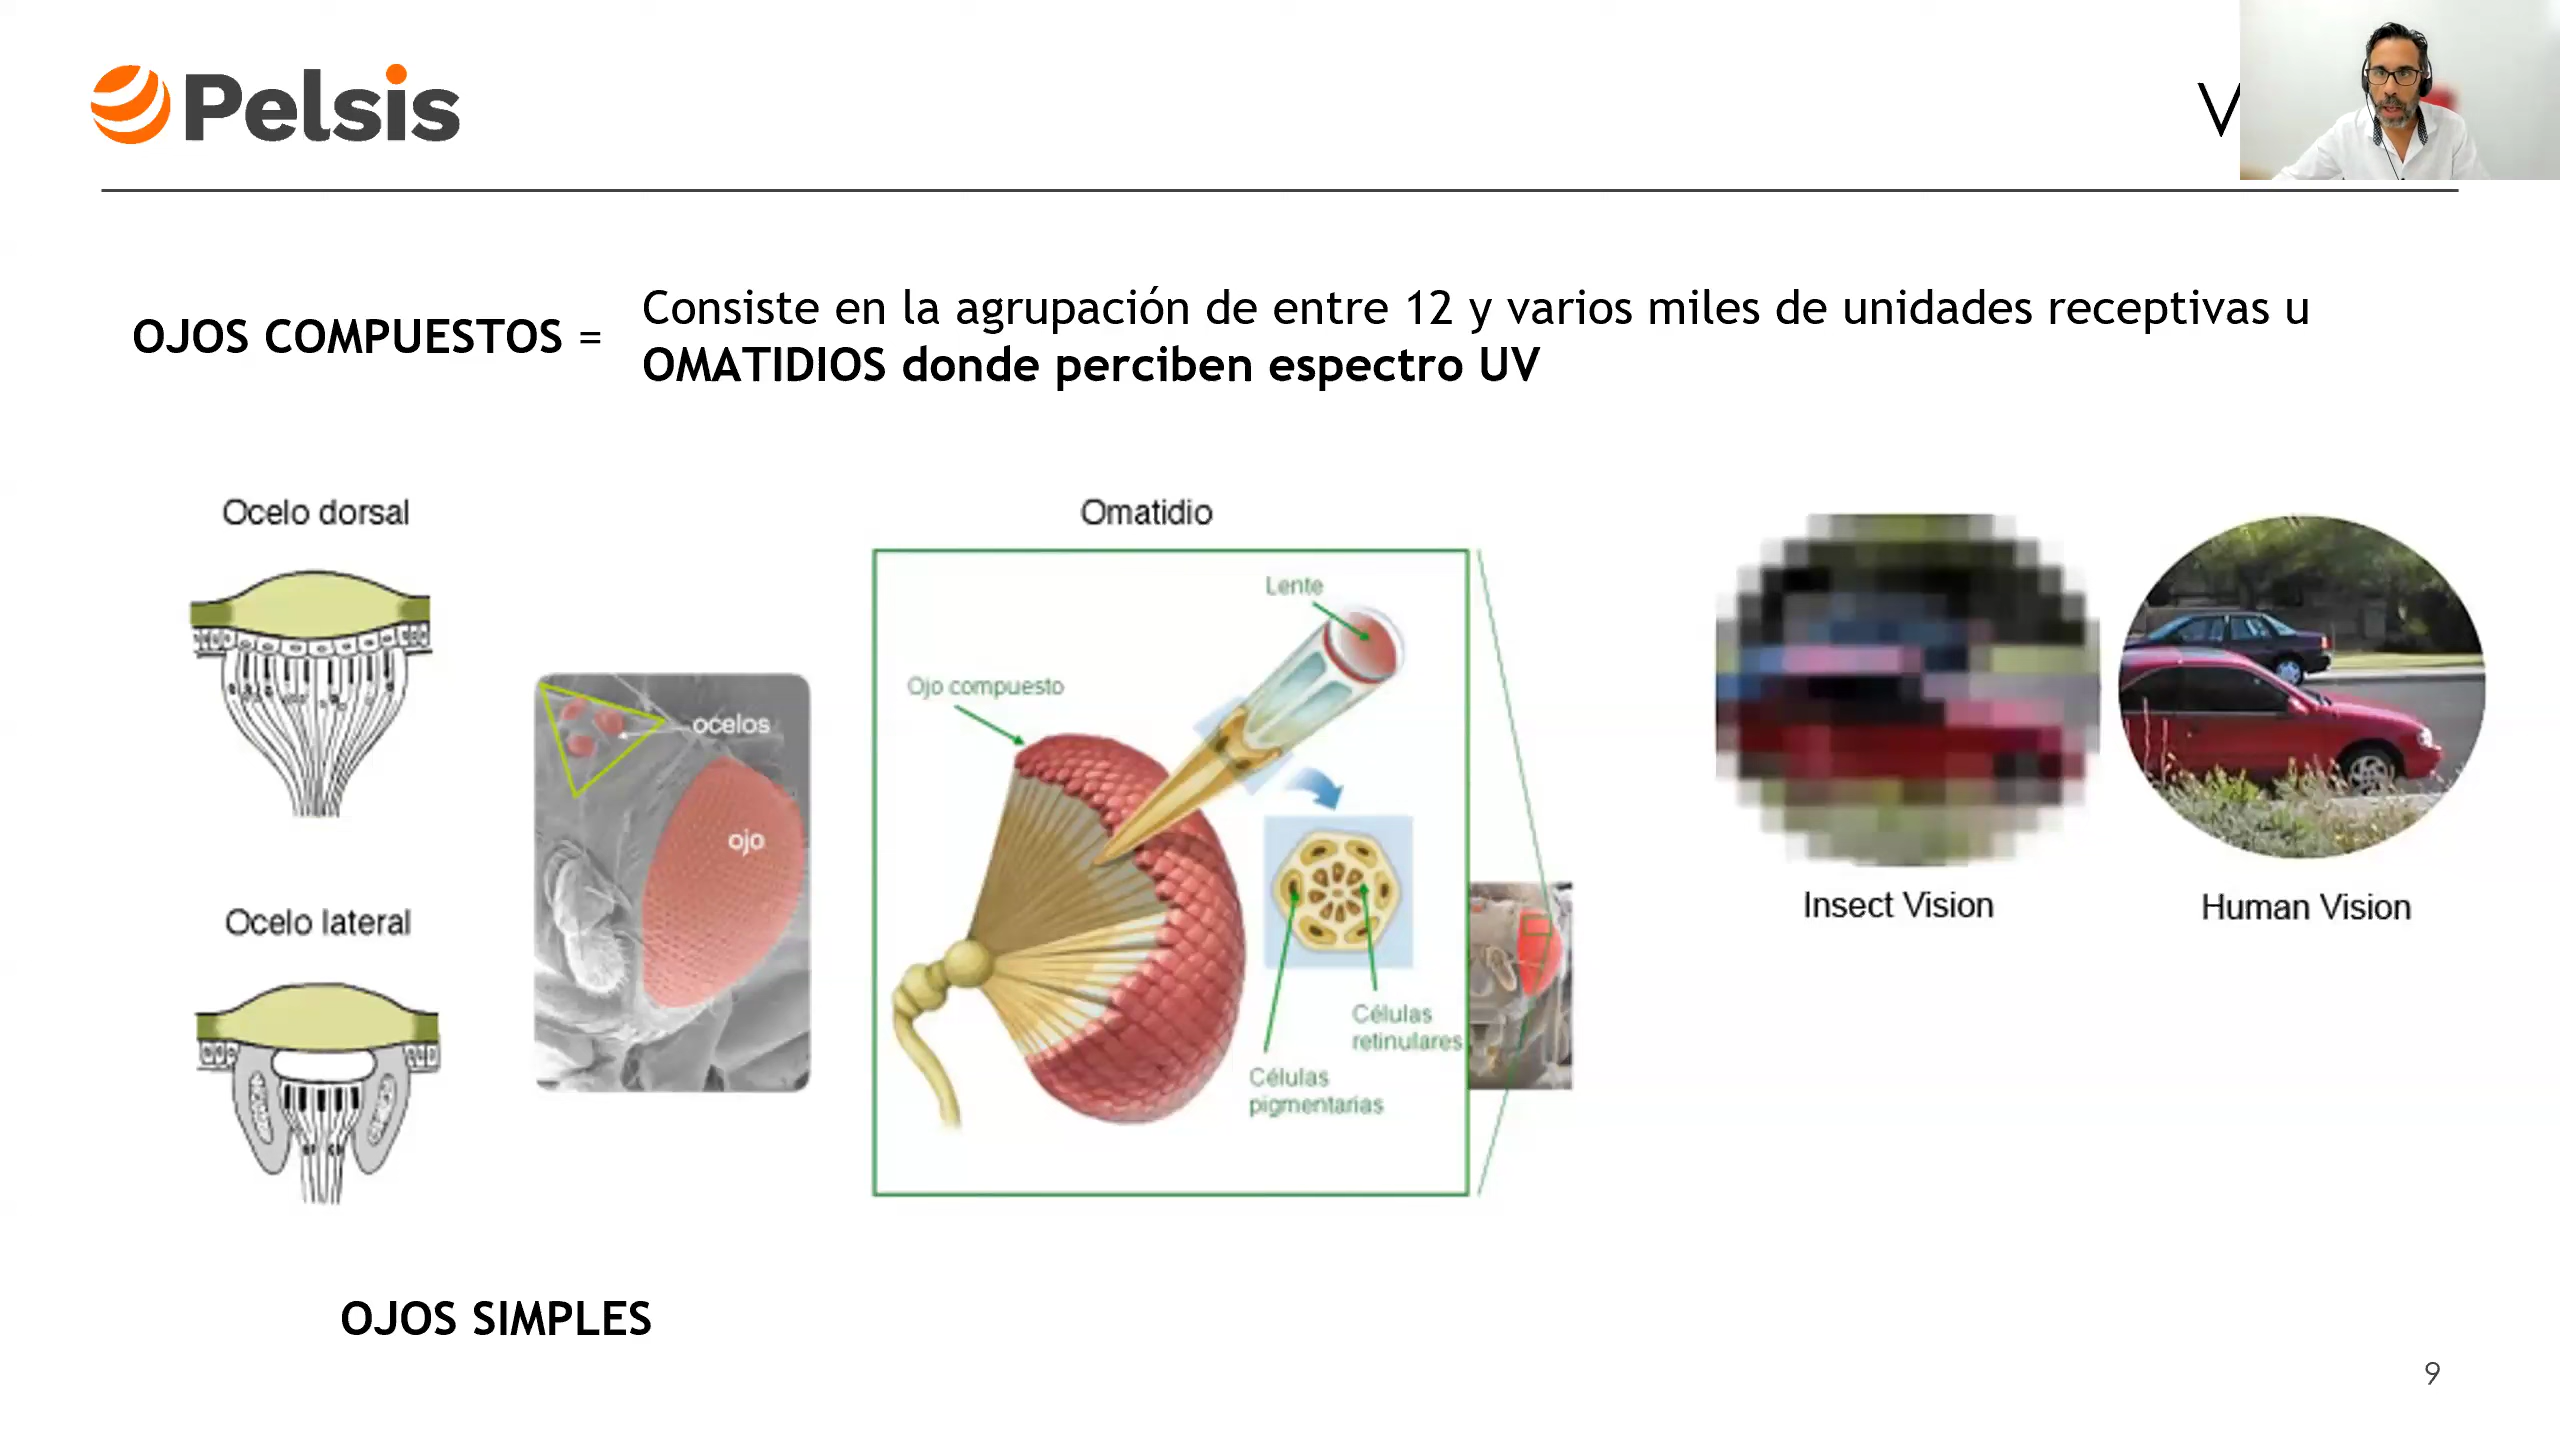 Pelsis
OJOS COMPUESTOS =
Consiste en la agrupación de entre 12 y varios miles de unidades receptivas u
OMATIDIOS donde perciben espectro UV
Ocelo dorsal
Ocelo lateral
ocelos
ojo
Omatidio
Lente
Ojo compuesto
Células
retinulares
Células
pigmentarias
Insect Vision
Human Vision
OJOS SIMPLES
9